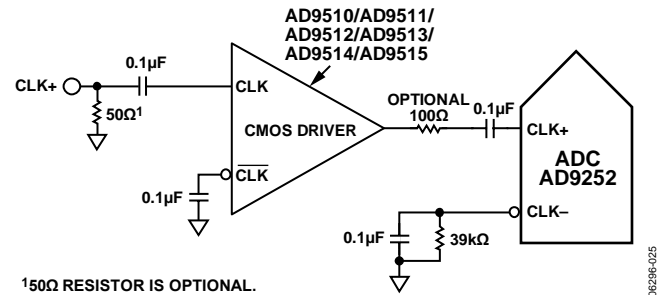 AD9510/AD9511/
AD9512/AD9513/
AD9514/AD9515
0.1µF
CLK+
50Ω¹
CLK
CMOS DRIVER
CLK
0.1µF
OPTIONAL
100Ω
0.1µF
CLK+
ADC
AD9252
CLK–
0.1µF
39kΩ
¹50Ω RESISTOR IS OPTIONAL.
06296-025